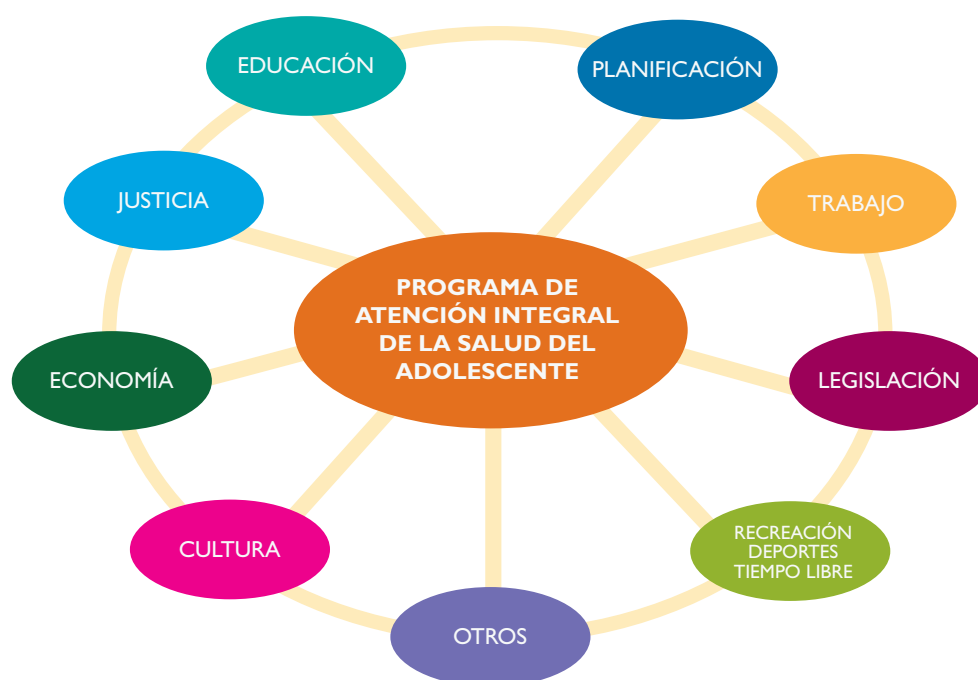 EDUCACIÓN
PLANIFICACIÓN
JUSTICIA
TRABAJO
PROGRAMA DE
ATENCIÓN INTEGRAL
DE LA SALUD DEL
ADOLESCENTE
ECONOMÍA
LEGISLACIÓN
CULTURA
RECREACIÓN
DEPORTES
TIEMPO LIBRE
OTROS